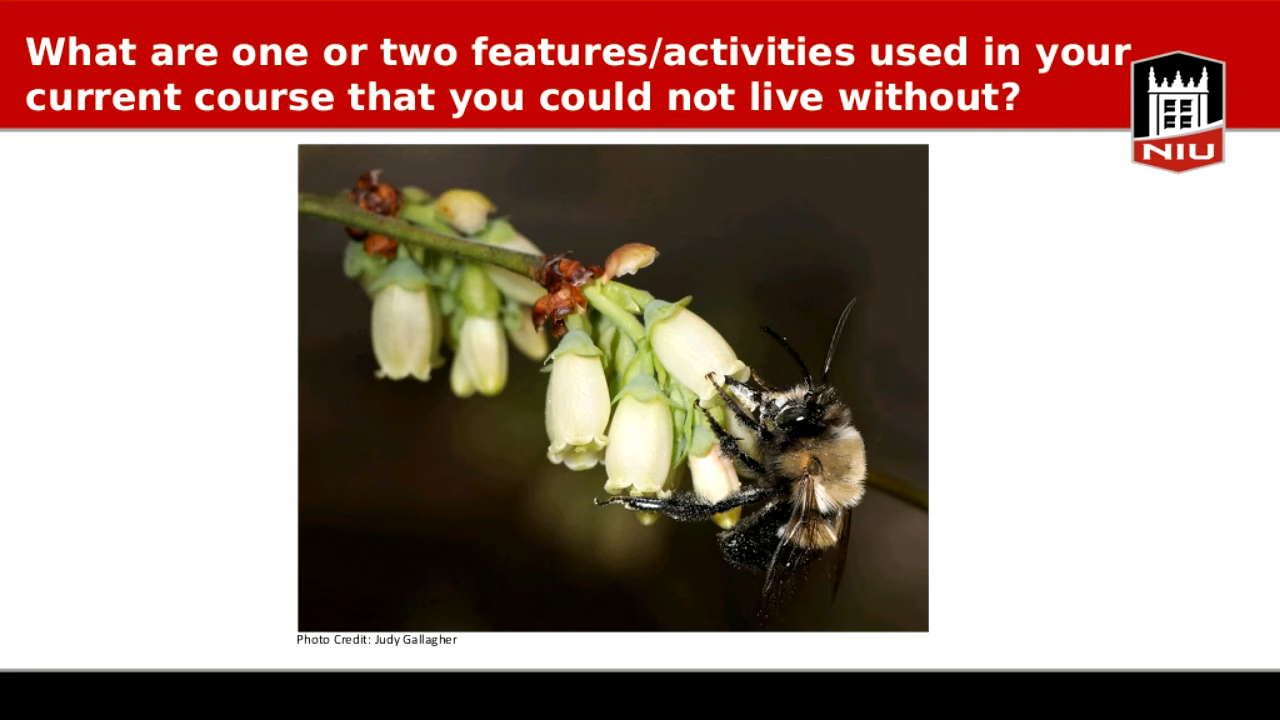 What are one or two features/activities used in your
current course that you could not live without?
NIU
Photo Credit: Judy Gallagher